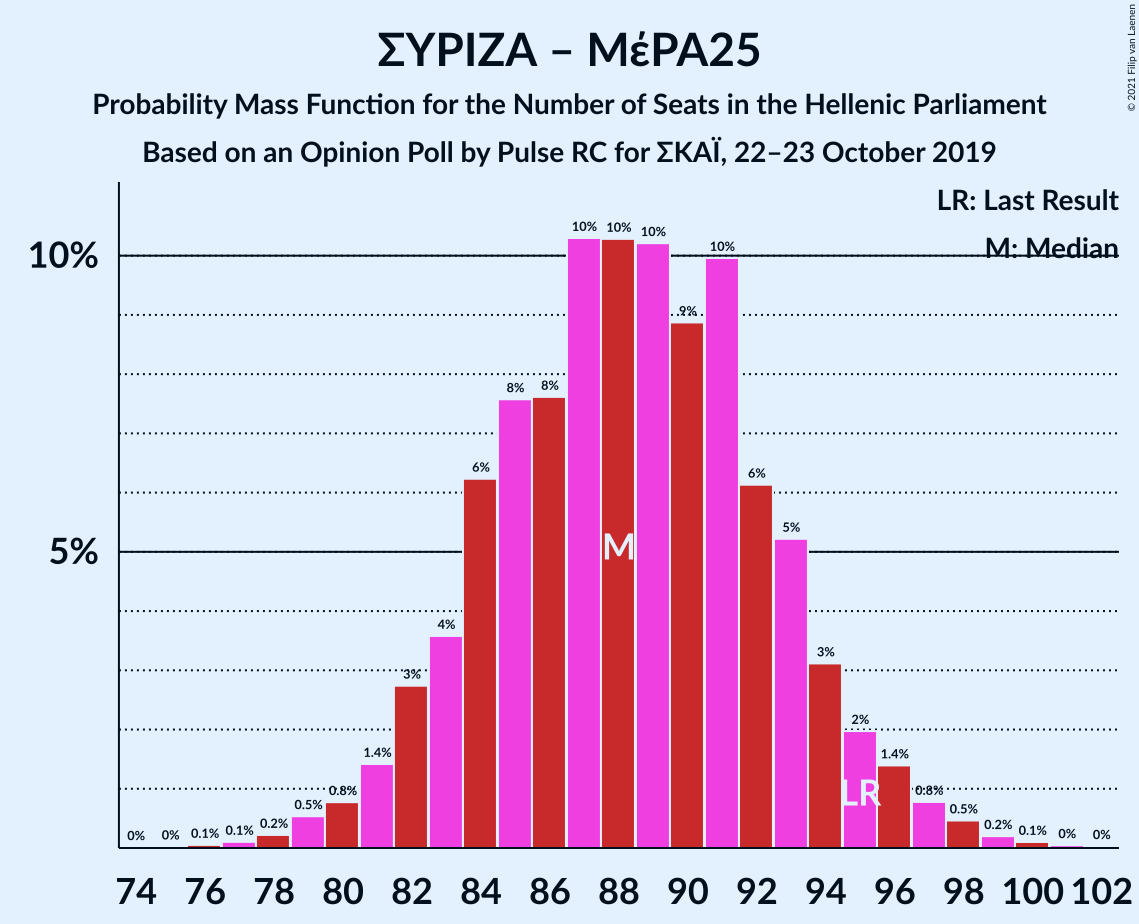 ΣΥΡΙΖΑ – ΜέΡΑ25
Probability Mass Function for the Number of Seats in the Hellenic Parliament
Based on an Opinion Poll by Pulse RC for ΣΚΑΪ, 22–23 October 2019
© 2021 Filip van Laenen
LR: Last Result
M: Median
10%
5%
0% 0% 0.1% 0.1% 0.2% 0.5% 0.8% 1.4% 3% 4% 6% 8% 8% 10% 10% 10% 9% 10% 6% 5% 3% 2% 1.4% 0.8% 0.5% 0.2% 0.1% 0% 0%
M
LR
74 76 78 80 82 84 86 88 90 92 94 96 98 100 102